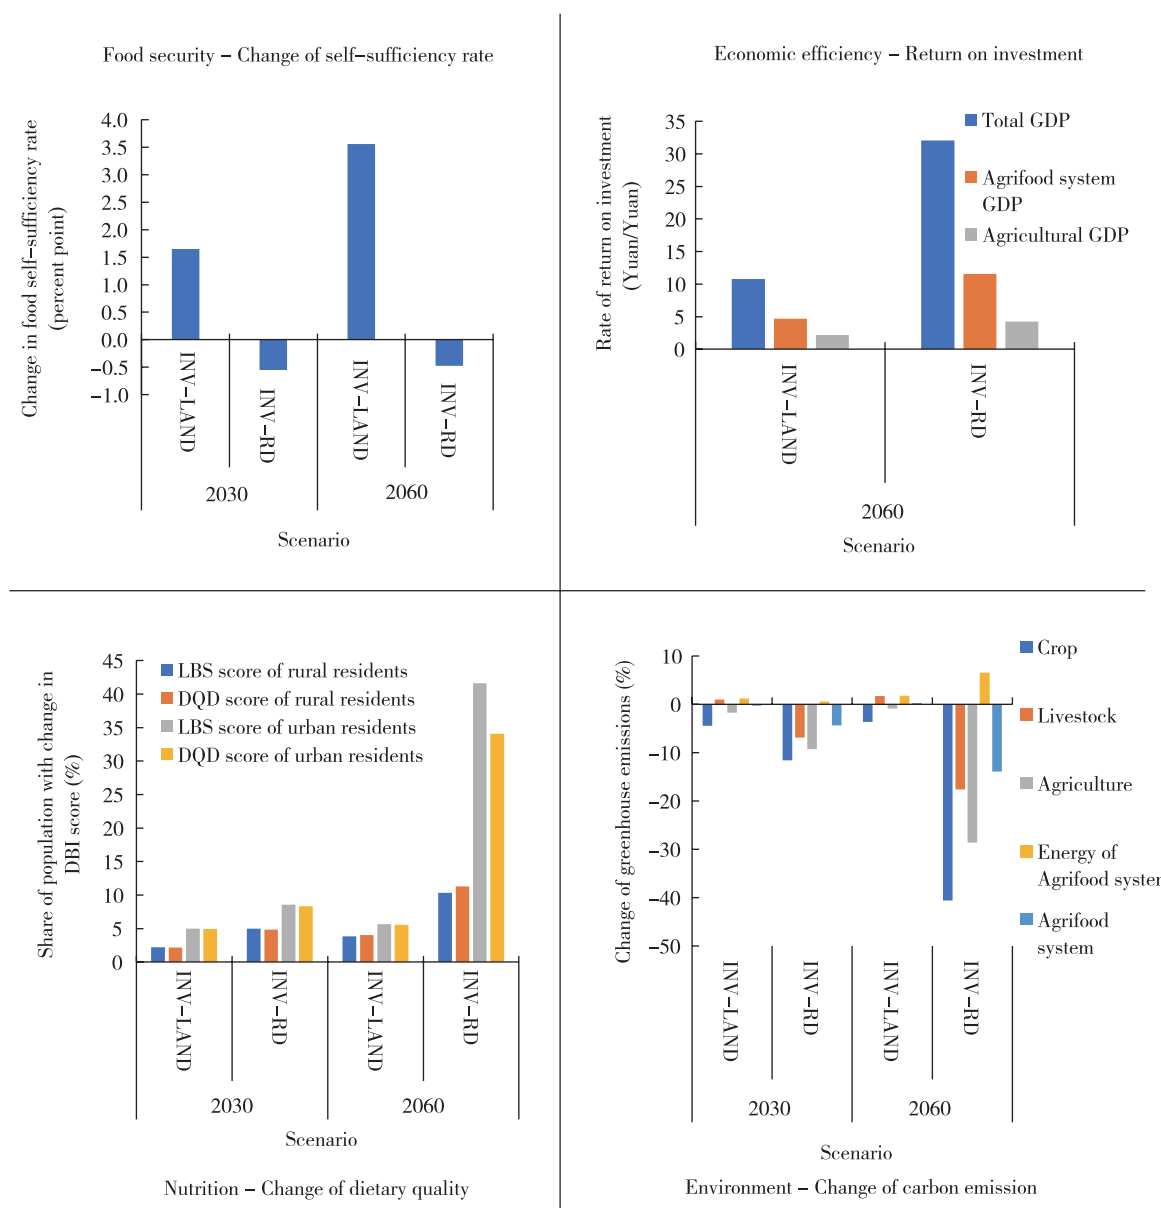 Food security – Change of self–sufficiency rate
Change in food self–sufficiency rate
(percent point)
4.0
3.5
3.0
2.5
2.0
1.5
1.0
0.5
0.0
−0.5
−1.0
INV–LAND
INV–RD
INV–LAND
INV–RD
2030
2060
Scenario
Economic efficiency – Return on investment
Rate of return on investment
(Yuan/Yuan)
35
30
25
20
15
10
5
0
Total GDP
Agrifood system
GDP
Agricultural GDP
INV–LAND
INV–RD
2060
Scenario
Share of population with change in
DBI score (%)
45
40
35
30
25
20
15
10
5
0
LBS score of rural residents
DQD score of rural residents
LBS score of urban residents
DQD score of urban residents
INV–LAND
INV–RD
INV–LAND
INV–RD
2030
2060
Scenario
Nutrition – Change of dietary quality
Change of greenhouse emissions (%)
10
0
−10
−20
−30
−40
−50
Crop
Livestock
Agriculture
Energy of
Agrifood system
Agrifood
system
INV–LAND
INV–RD
INV–LAND
INV–RD
2030
2060
Scenario
Environment – Change of carbon emission